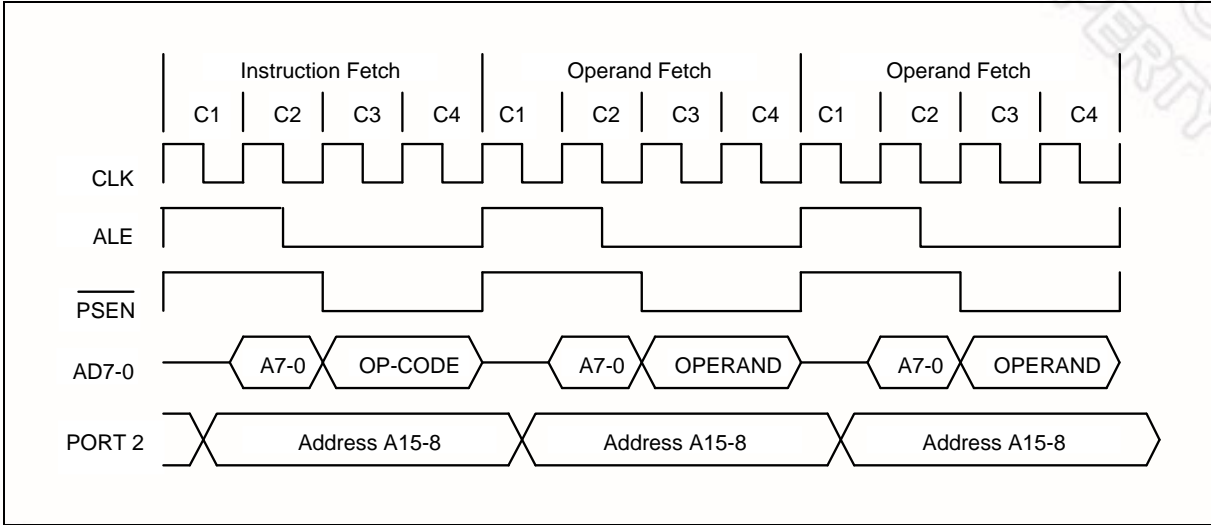 Instruction Fetch Operand Fetch Operand Fetch
C1 C2 C3 C4 C1 C2 C3 C4 C1 C2 C3 C4
CLK
ALE
PSEN
AD7-0 A7-0 OP-CODE A7-0 OPERAND A7-0 OPERAND
PORT 2 Address A15-8 Address A15-8 Address A15-8